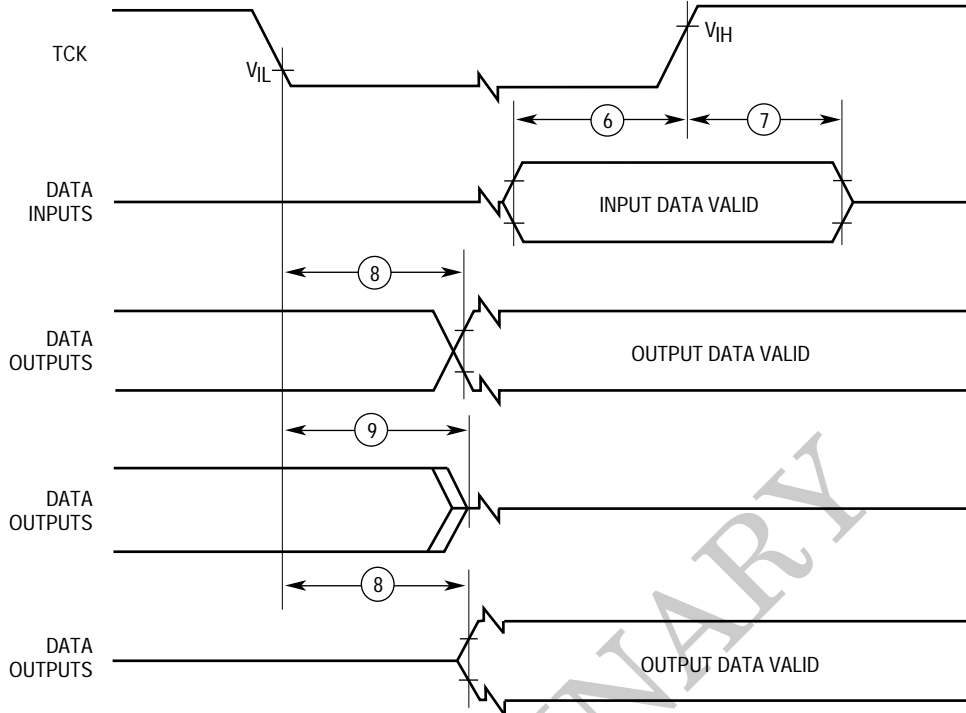 TCK
VIL
VIH
6
7
DATA
INPUTS
INPUT DATA VALID
8
DATA
OUTPUTS
OUTPUT DATA VALID
9
DATA
OUTPUTS
8
DATA
OUTPUTS
OUTPUT DATA VALID
NARY